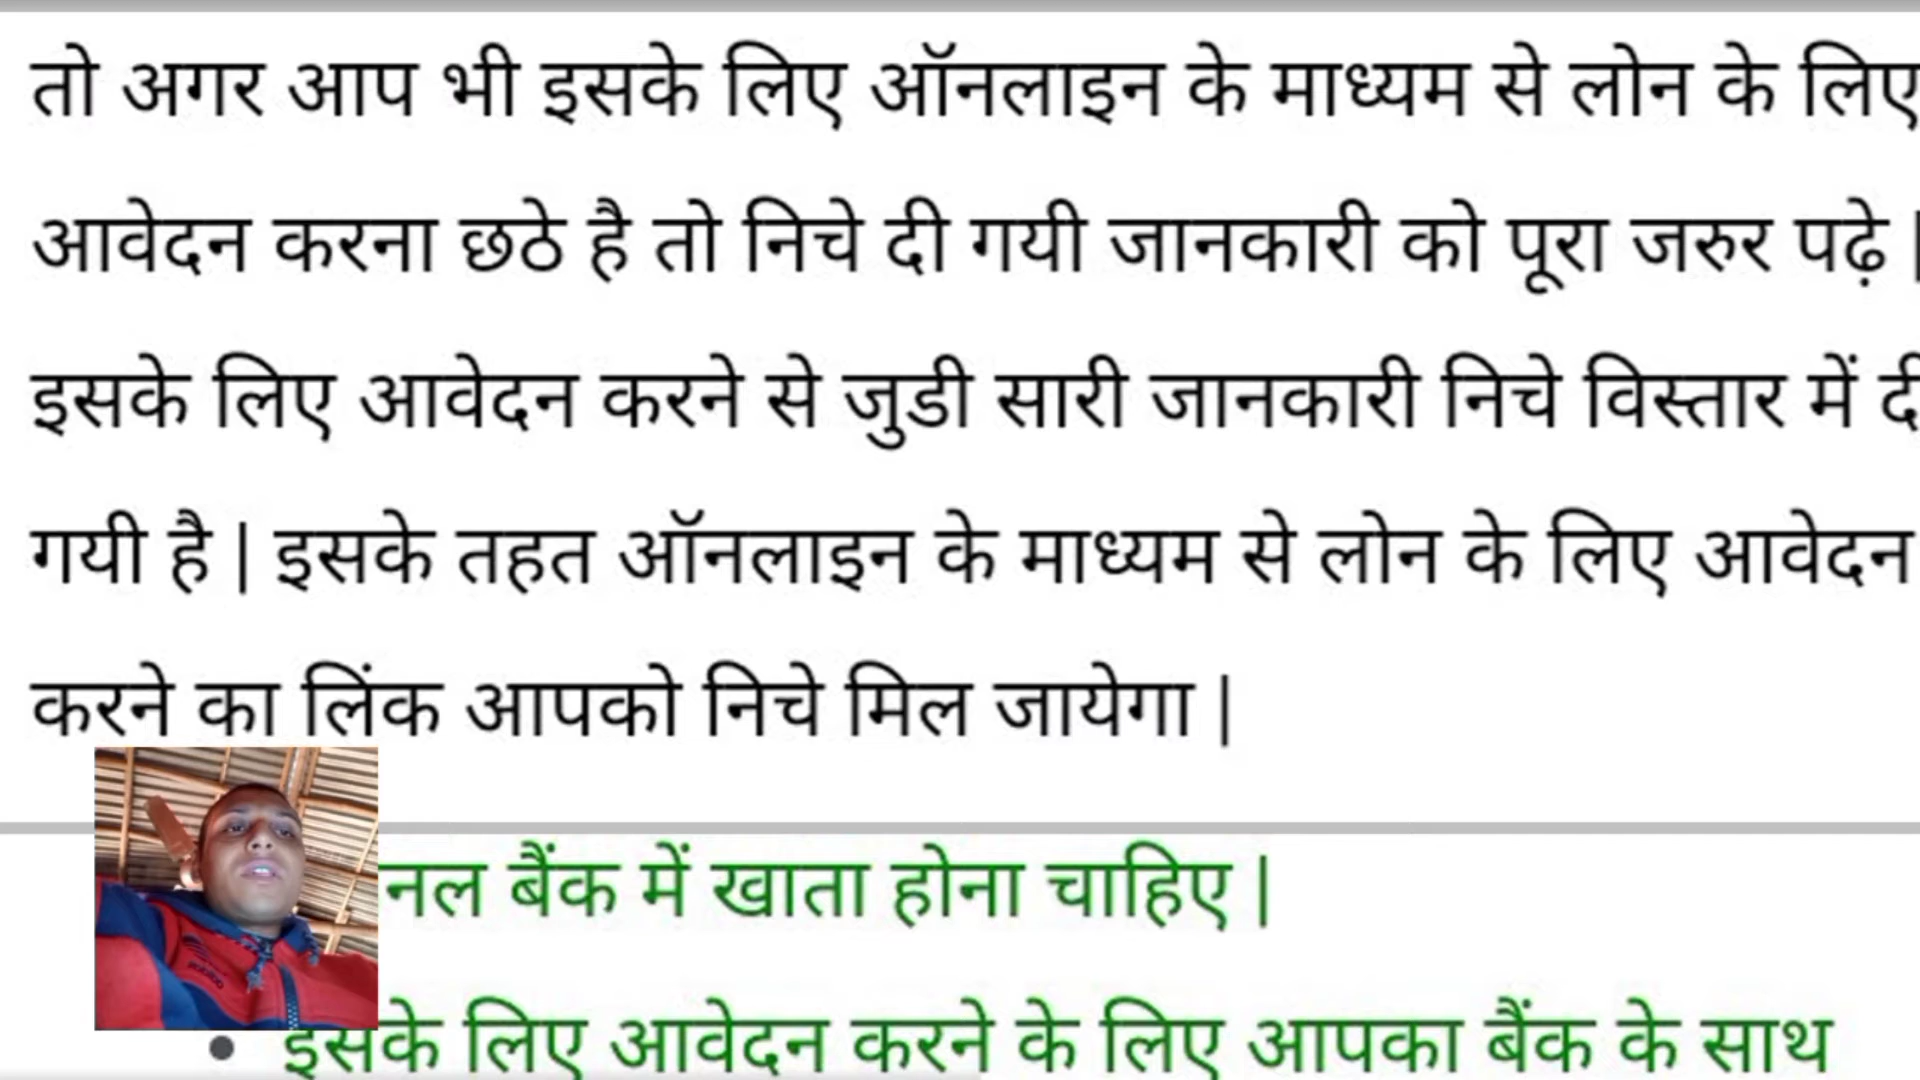 तो अगर आप भी इसके लिए ऑनलाइन के माध्यम से लोन के लिए
आवेदन करना छठे है तो निचे दी गयी जानकारी को पूरा जरुर पढ़े |
इसके लिए आवेदन करने से जुडी सारी जानकारी निचे विस्तार में दी
गयी है | इसके तहत ऑनलाइन के माध्यम से लोन के लिए आवेदन
करने का लिंक आपको निचे मिल जायेगा |
बैंक में खाता होना चाहिए |
• इसके लिए आवेदन करने के लिए आपका बैंक के साथ